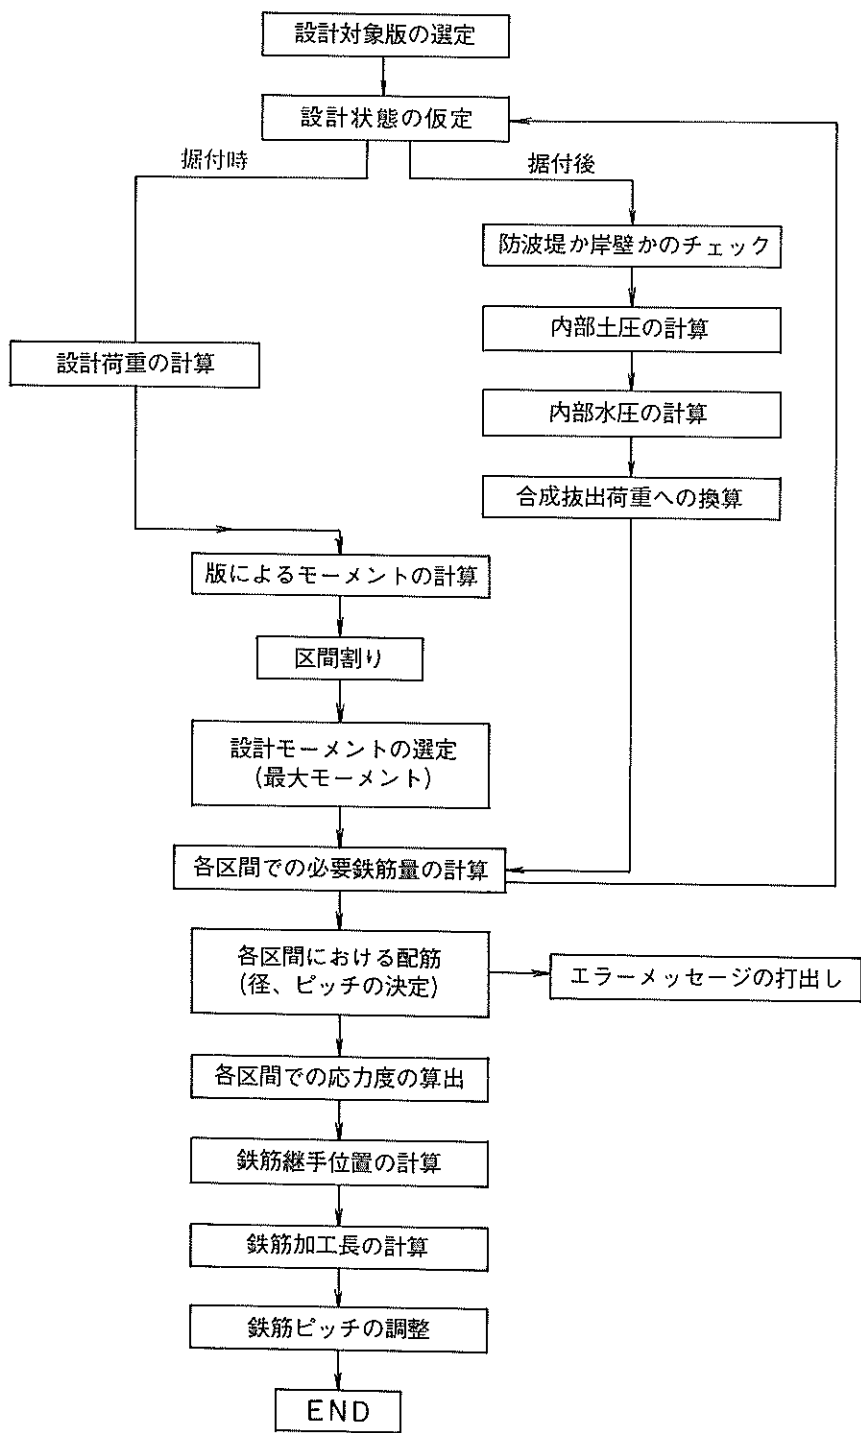 設計対象版の選定
設計状態の仮定
据付時
据付後
防波堤か岸壁かのチェック
内部土圧の計算
設計荷重の計算
内部水圧の計算
合成抜出荷重への換算
版によるモーメントの計算
区間割り
設計モーメントの選定
(最大モーメント)
各区間での必要鉄筋量の計算
各区間における配筋
(径、ピッチの決定)
エラーメッセージの打出し
各区間での応力度の算出
鉄筋継手位置の計算
鉄筋加工長の計算
鉄筋ピッチの調整
END